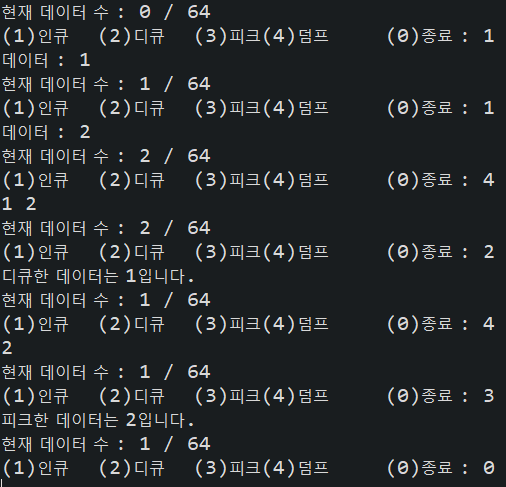 현재 데이터 수 : 0 / 64
(1)인큐  (2)디큐  (3)피크(4)덤프    (0)종료 : 1
데이터 : 1
현재 데이터 수 : 1 / 64
(1)인큐  (2)디큐  (3)피크(4)덤프    (0)종료 : 1
데이터 : 2
현재 데이터 수 : 2 / 64
(1)인큐  (2)디큐  (3)피크(4)덤프    (0)종료 : 4
1 2
현재 데이터 수 : 2 / 64
(1)인큐  (2)디큐  (3)피크(4)덤프    (0)종료 : 2
디큐한 데이터는 1입니다.
현재 데이터 수 : 1 / 64
(1)인큐  (2)디큐  (3)피크(4)덤프    (0)종료 : 4
2
현재 데이터 수 : 1 / 64
(1)인큐  (2)디큐  (3)피크(4)덤프    (0)종료 : 3
피크한 데이터는 2입니다.
현재 데이터 수 : 1 / 64
(1)인큐  (2)디큐  (3)피크(4)덤프    (0)종료 : 0